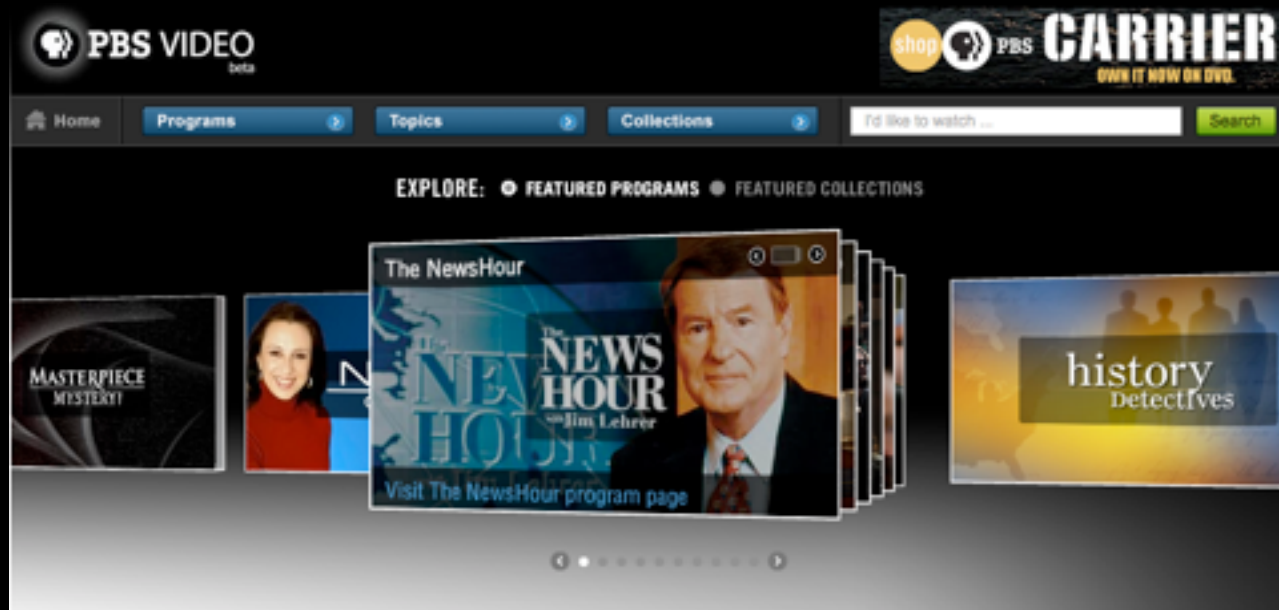 PBS VIDEO
beta
shop PBS CARRIER
OWN IT NOW ON DVD.
Home
Programs
Topics
Collections
I'd like to watch ...
Search
EXPLORE: FEATURED PROGRAMS FEATURED COLLECTIONS
The NewsHour
MASTERPIECE
MYSTERY!
N
The
NEWS
HOUR
with Jim Lehrer
NEW
HOUR
Visit The NewsHour program page
history
Detectives